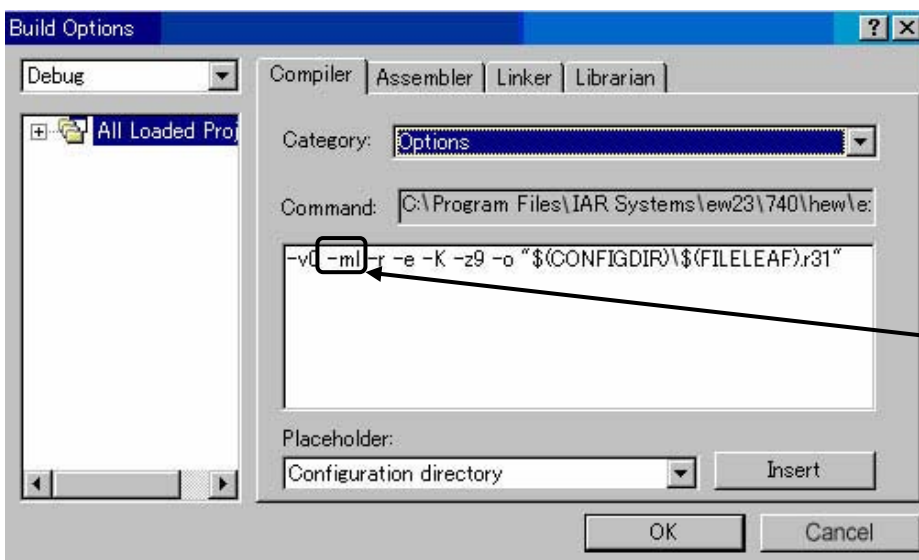 Build Options
Debug
All Loaded Proj
Compiler Assembler Linker Librarian
Category: Options
Command: C:\Program Files\IAR Systems\ew23\740\hew\e:
-ml -r -e -K -z9 -o "$(CONFIGDIR)\$(FILELEAF).r31"
Placeholder:
Configuration directory
Insert
OK Cancel